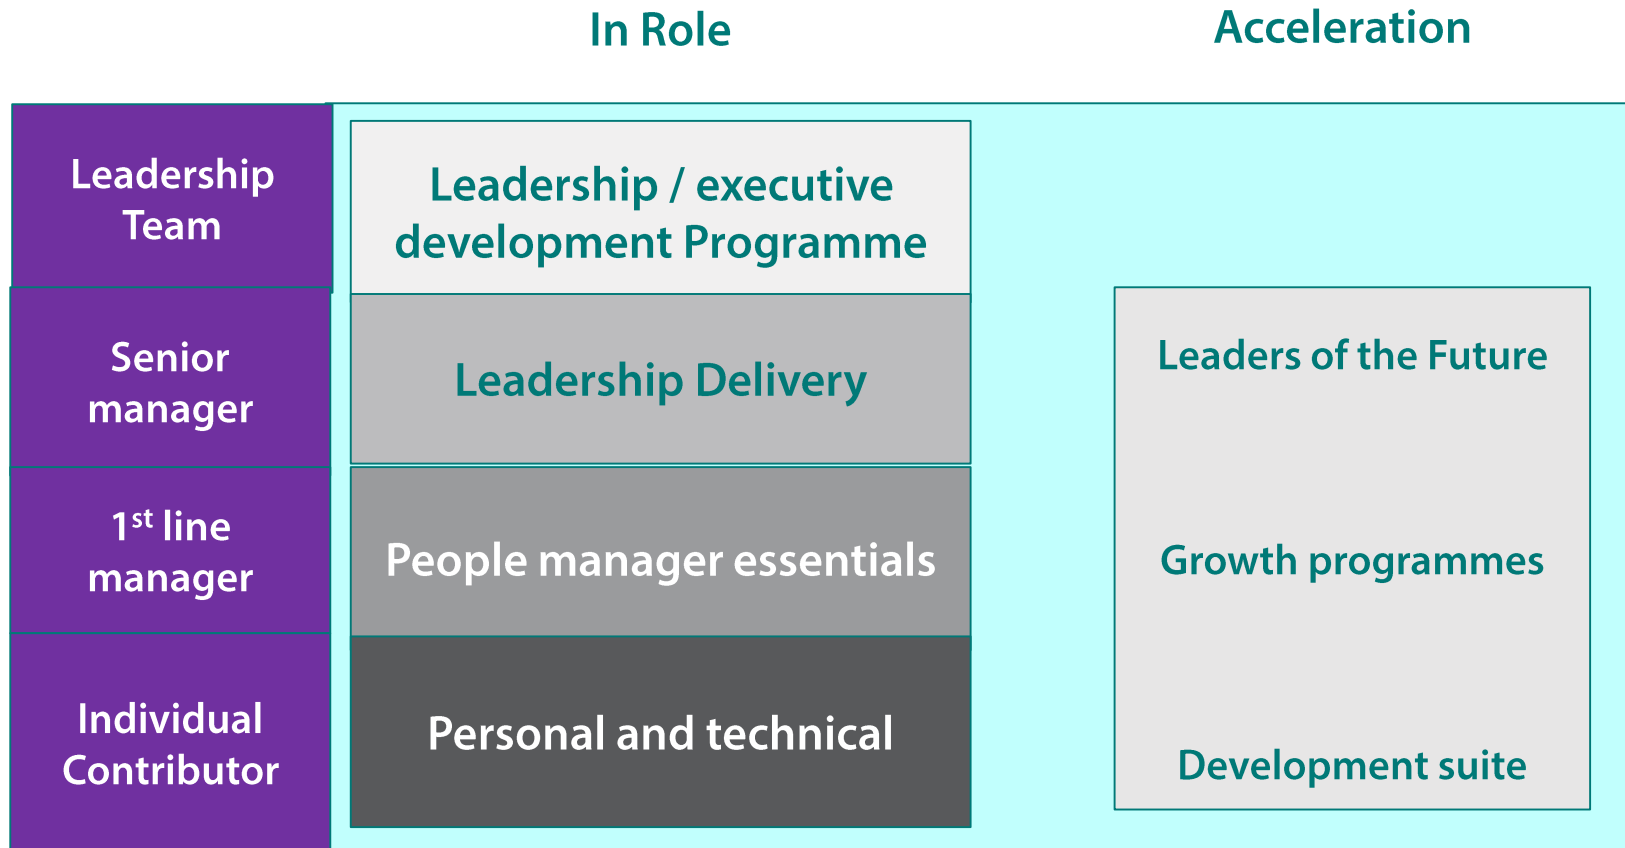 In Role
Acceleration
Leadership
Team
Leadership / executive
development Programme
Senior
manager
Leadership Delivery
Leaders of the Future
1st line
manager
People manager essentials
Growth programmes
Individual
Contributor
Personal and technical
Development suite